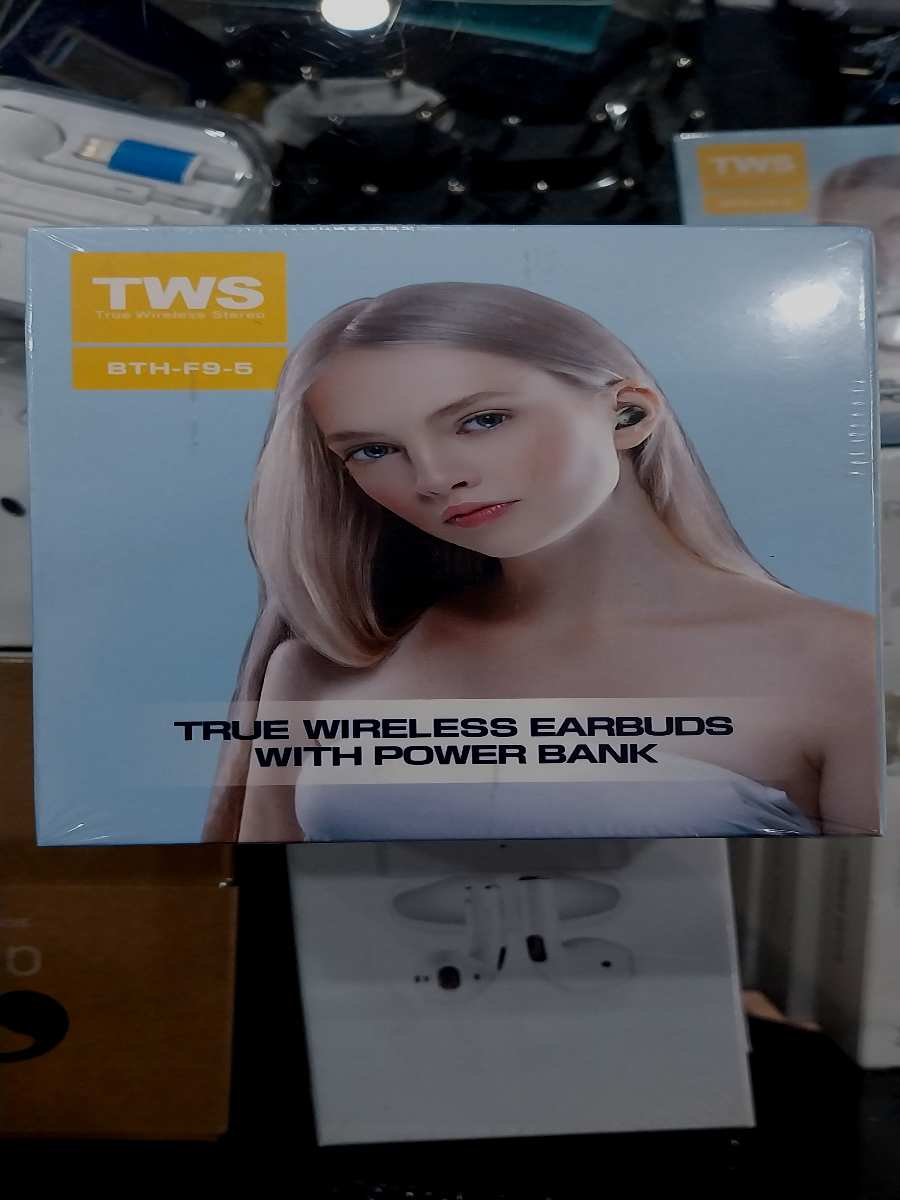 TWS
TWS
True Wireless Stereo
BTH-F9-5
TRUE WIRELESS EARBUDS
WITH POWER BANK